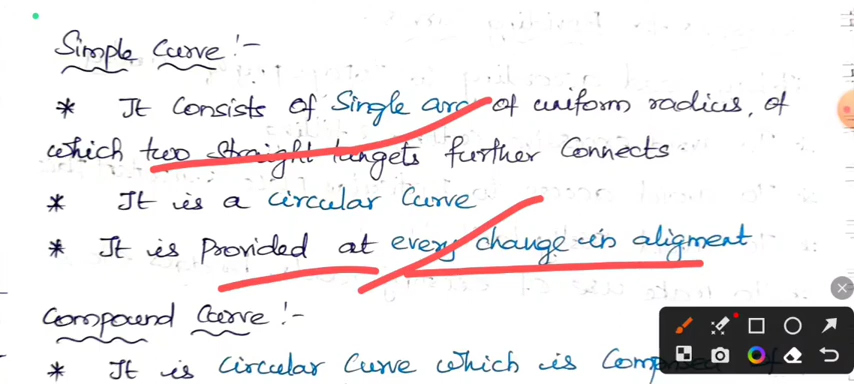 Simple Curve :-
* It consists of Single arc of uniform radius, of
which two straight tangets further Connects.
* It is a circular Curve
* It is Provided at every change in aligment
Compound Curve :-
* It is Circular Curve which is Comprised of